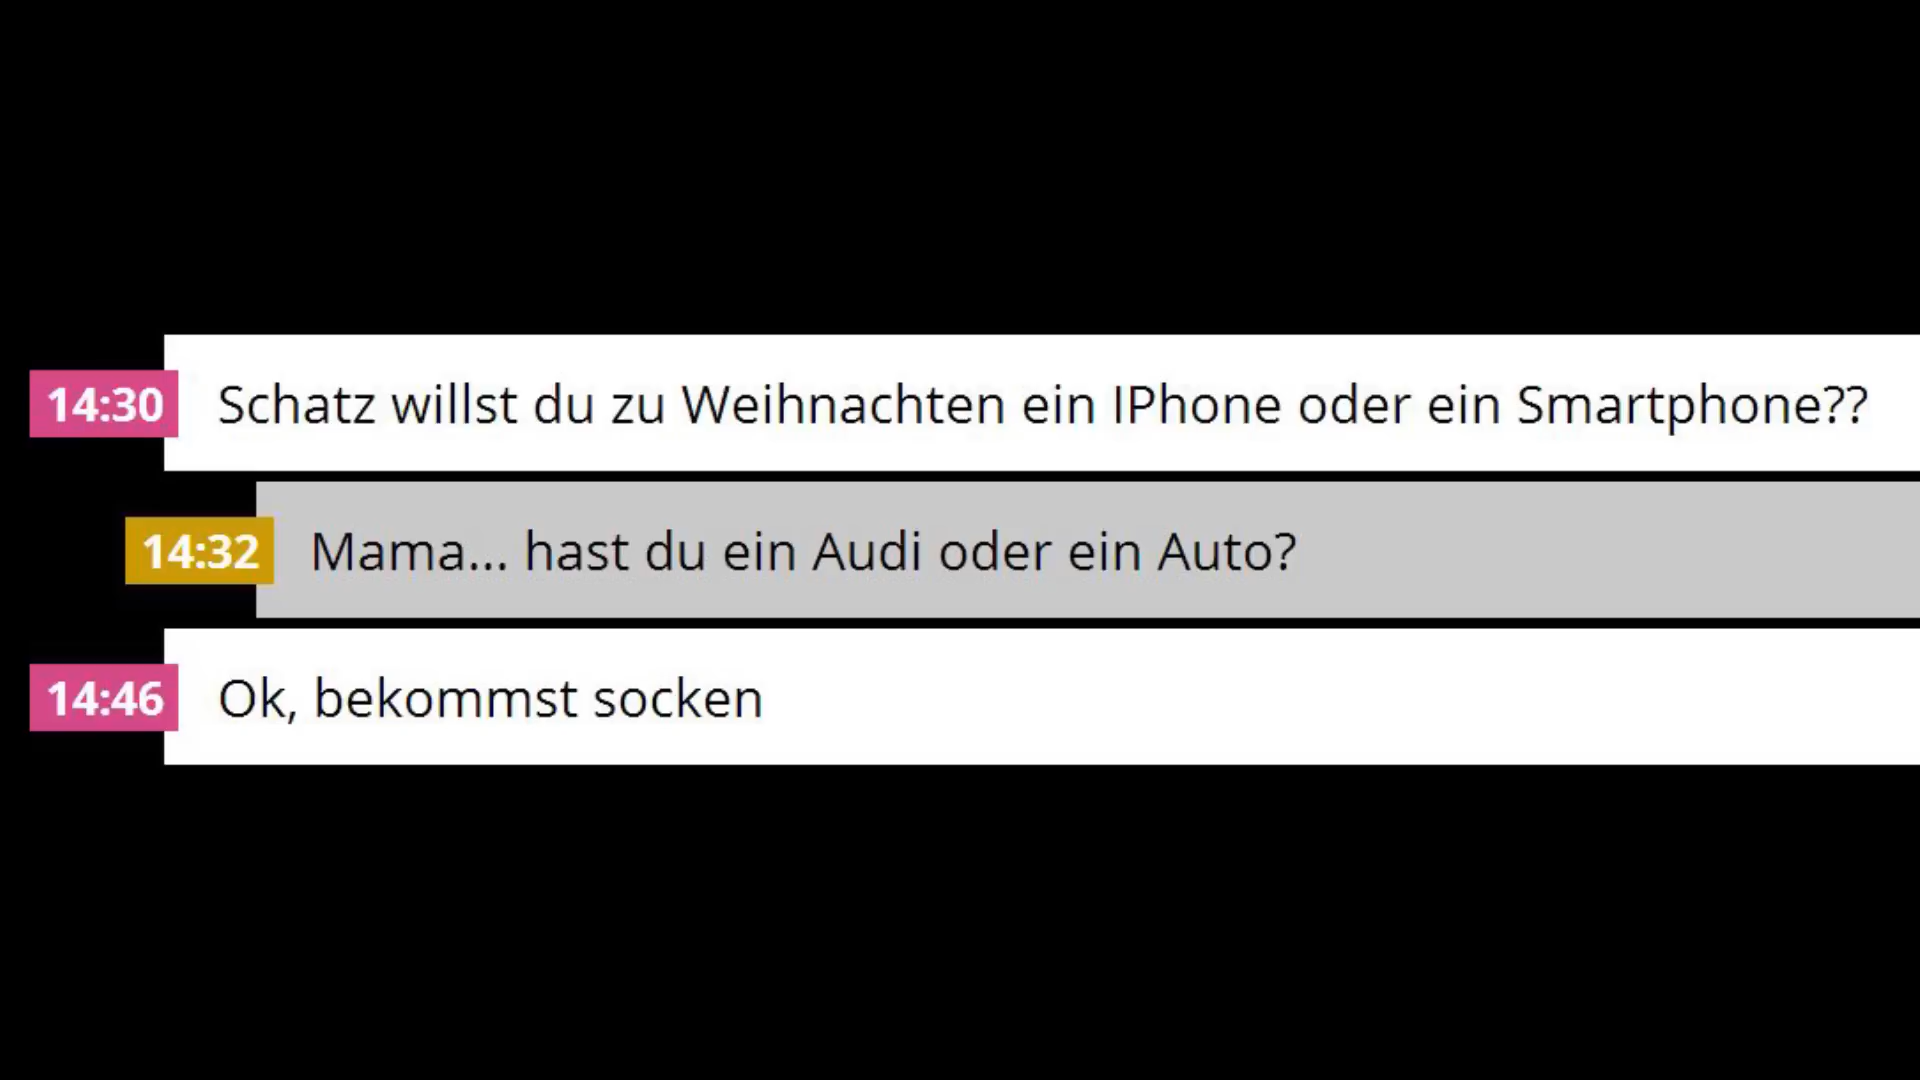 14:30 Schatz willst du zu Weihnachten ein IPhone oder ein Smartphone??
14:32 Mama... hast du ein Audi oder ein Auto?
14:46 Ok, bekommst socken